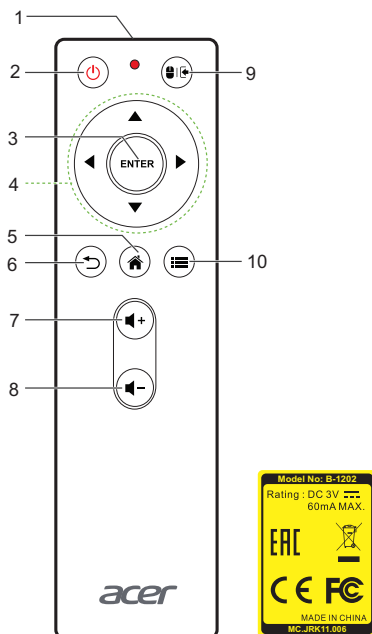 1
2
9
3
ENTER
4
5
6
10
7
+
8
-
acer
Model No: B-1202
Rating : DC 3V
60mA MAX.
EAC
CE FC
MADE IN CHINA
MC.JRK11.006